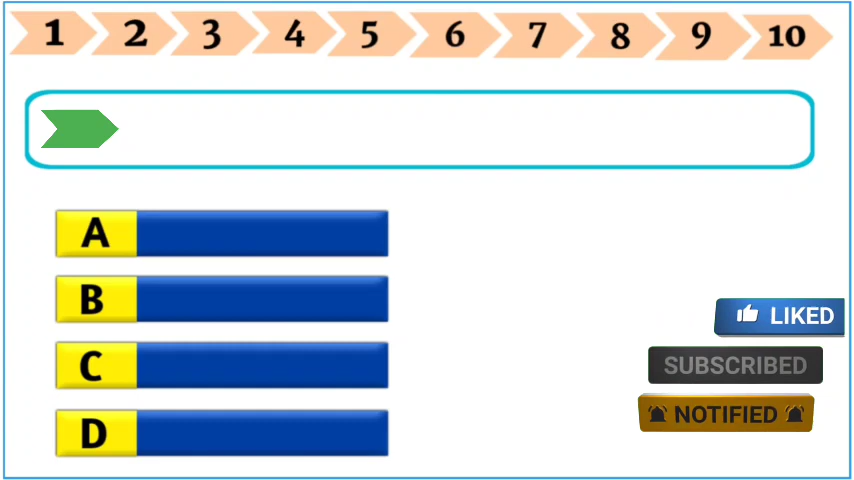 1 2 3 4 5 6 7 8 9 10
A
B
C
D
LIKED
SUBSCRIBED
NOTIFIED